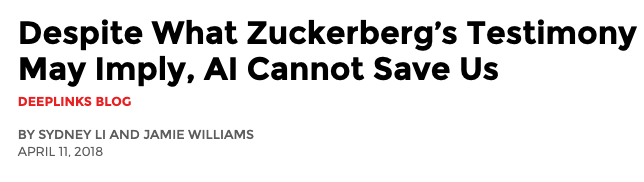 Despite What Zuckerberg’s Testimony
May Imply, AI Cannot Save Us
DEEPLINKS BLOG
BY SYDNEY LI AND JAMIE WILLIAMS
APRIL 11, 2018